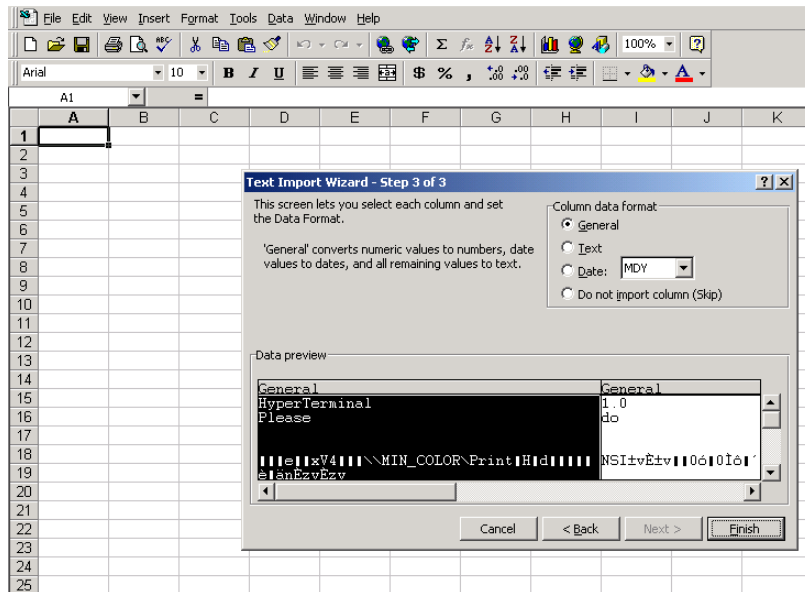 File Edit View Insert Format Tools Data Window Help
100%
Arial 10 B I U $ % ,
A1 =
A B C D E F G H I J K
1
2
3
Text Import Wizard - Step 3 of 3
4
This screen lets you select each column and set
the Data Format.
Column data format
5
General
6
'General' converts numeric values to numbers, date
values to dates, and all remaining values to text.
Text
7
Date: MDY
8
Do not import column (Skip)
9
10
11
12
Data preview
13
14
General General
15
HyperTerminal 1.0
16
Please do
17
18
19
20
21
Cancel < Back Next > Finish
22
23
24
25